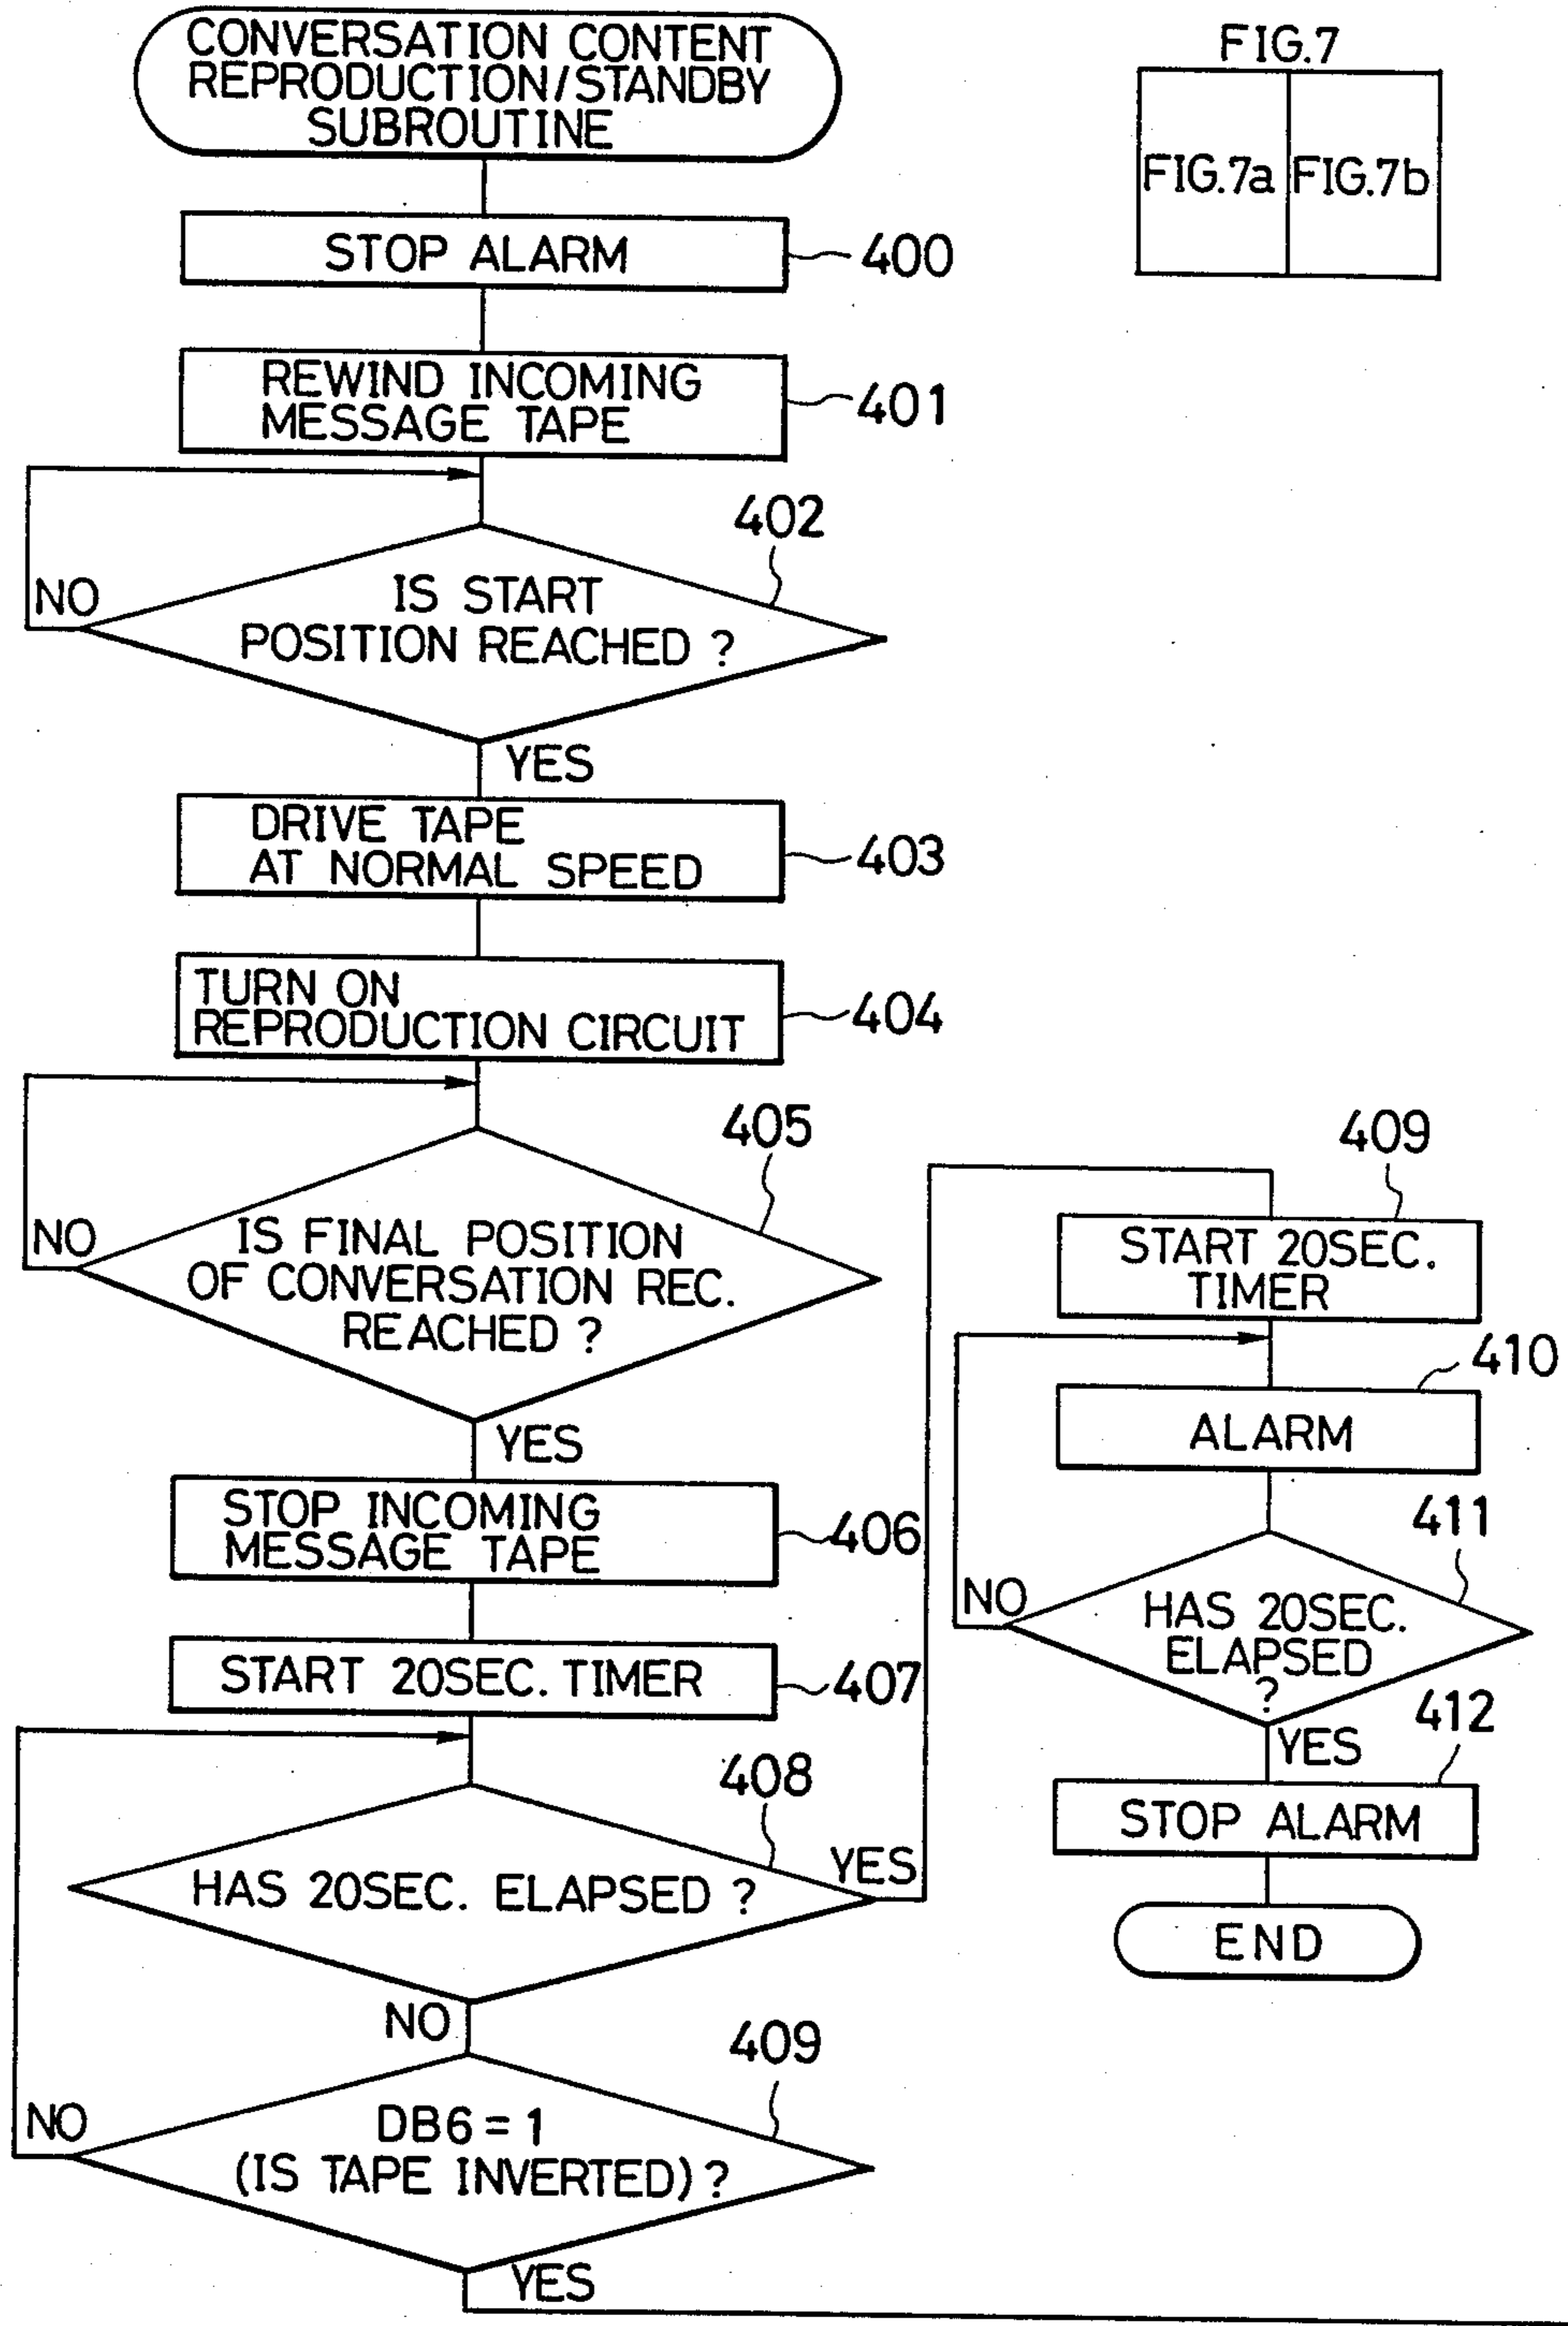 CONVERSATION CONTENT
REPRODUCTION/STANDBY
SUBROUTINE
FIG.7
FIG.7a FIG.7b
STOP ALARM
400
REWIND INCOMING
MESSAGE TAPE
401
402
IS START
POSITION REACHED ?
NO
YES
DRIVE TAPE
AT NORMAL SPEED
403
TURN ON
REPRODUCTION CIRCUIT
404
405
IS FINAL POSITION
OF CONVERSATION REC.
REACHED ?
NO
YES
STOP INCOMING
MESSAGE TAPE
406
START 20SEC. TIMER
407
408
HAS 20SEC. ELAPSED ?
YES
NO
409
DB6 = 1
(IS TAPE INVERTED) ?
NO
YES
409
START 20SEC.
TIMER
410
ALARM
411
HAS 20SEC.
ELAPSED
?
NO
YES
412
STOP ALARM
END